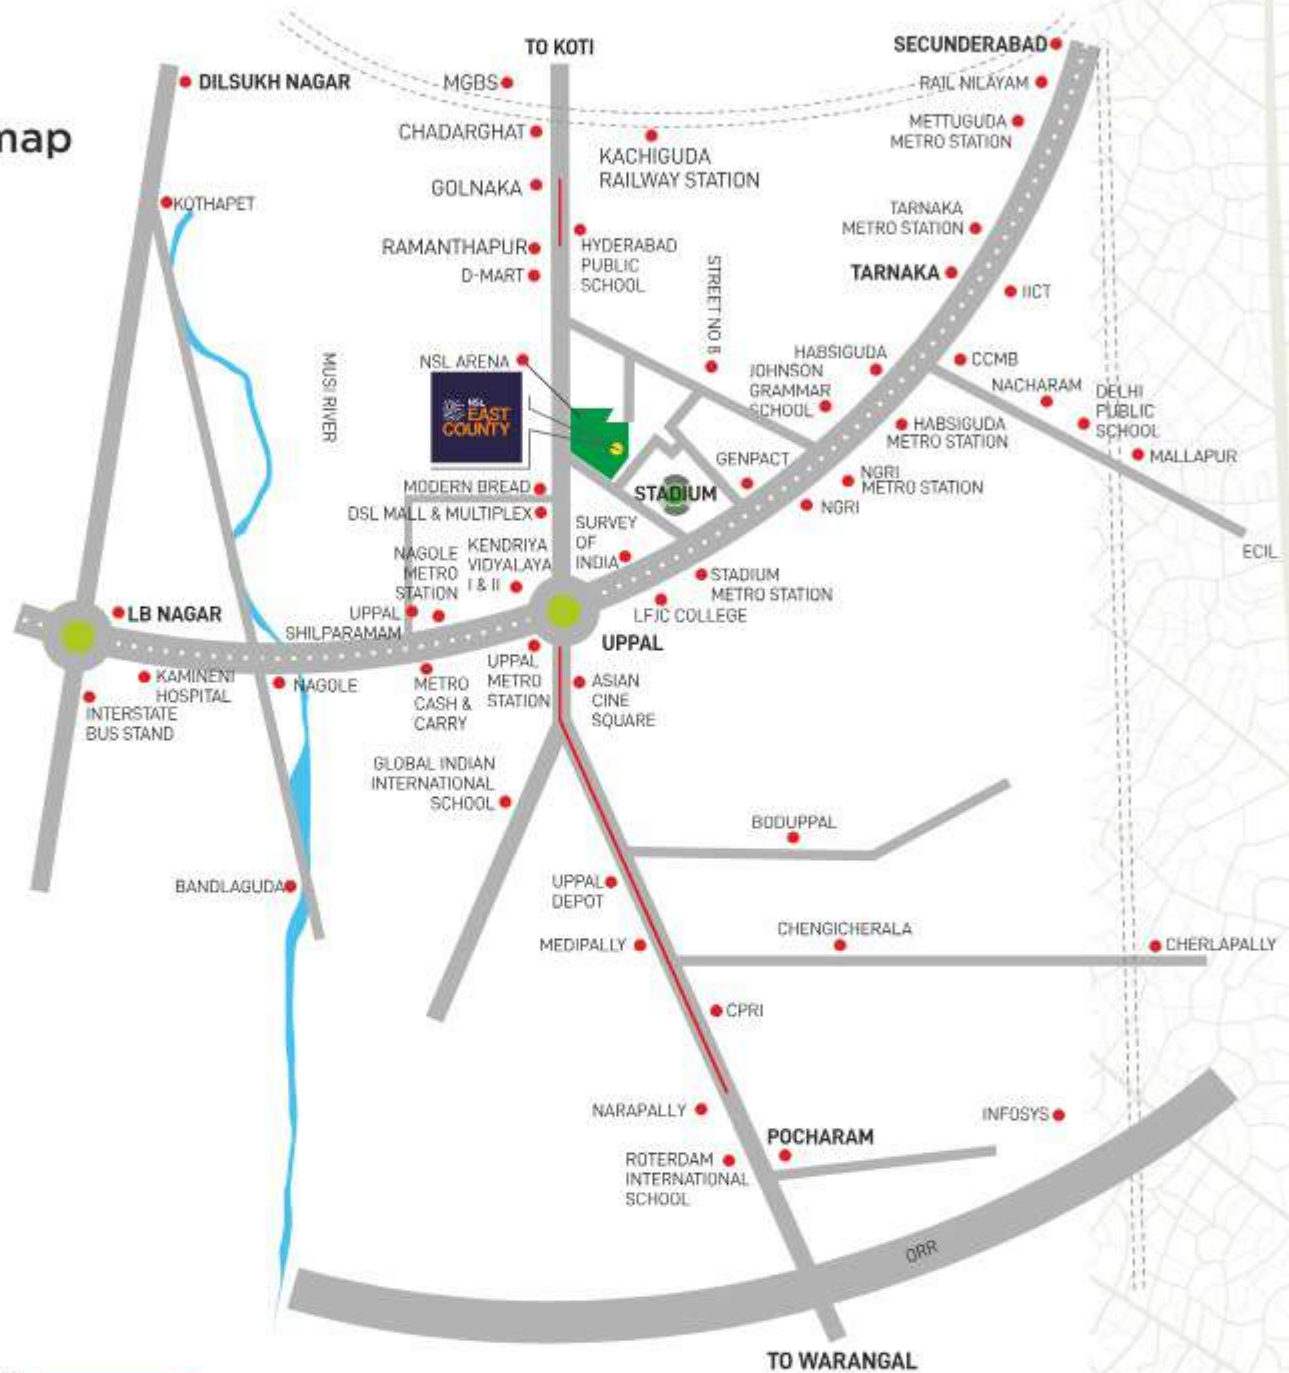 map
TO KOTI
SECUNDERABAD
DILSUKH NAGAR
MGBS
RAIL NILAYAM
CHADARGHAT
METTUGUDA
METRO STATION
KACHIGUDA
RAILWAY STATION
GOLNAKA
KOTHAPET
TARNAKA
METRO STATION
RAMANTHAPUR
HYDERABAD
PUBLIC
SCHOOL
D-MART
STREET NO 8
TARNAKA
IICT
NSL ARENA
HABSIGUDA
CCMB
JOHNSON
GRAMMAR
SCHOOL
NACHARAM
DELHI
PUBLIC
SCHOOL
MUSI RIVER
NSL
EAST
COUNTY
HABSIGUDA
METRO STATION
MALLAPUR
GENPACT
NGRI
METRO STATION
MODERN BREAD
STADIUM
NGRI
DSL MALL & MULTIPLEX
SURVEY
OF
INDIA
ECIL
NAGOLE
METRO
STATION
KENDRIYA
VIDYALAYA
I & II
STADIUM
METRO STATION
LB NAGAR
UPPAL
SHILPARAMAM
LFJC COLLEGE
UPPAL
KAMINENI
HOSPITAL
NAGOLE
METRO
CASH &
CARRY
UPPAL
METRO
STATION
ASIAN
CINE
SQUARE
INTERSTATE
BUS STAND
GLOBAL INDIAN
INTERNATIONAL
SCHOOL
BODUPPAL
BANDLAGUDA
UPPAL
DEPOT
MEDIPALLY
CHENGICHERALA
CHERLAPALLY
CPRI
NARAPALLY
INFOSYS
POCHARAM
ROTERDAM
INTERNATIONAL
SCHOOL
ORR
TO WARANGAL